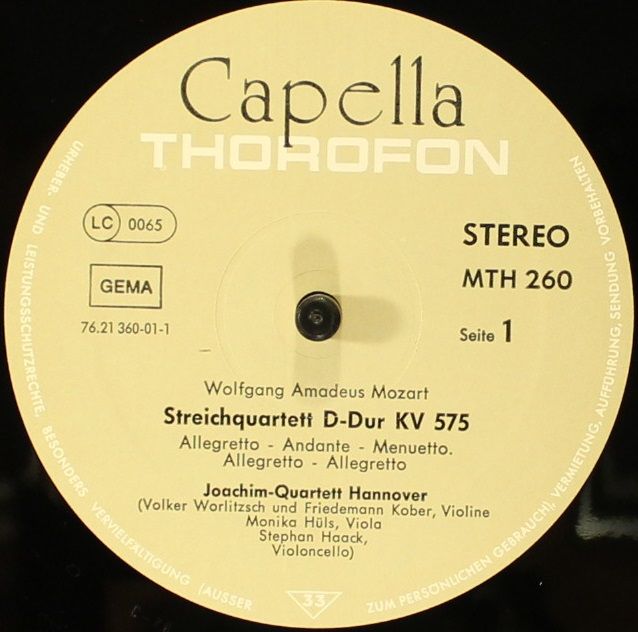 Capella
THOROFON
LC 0065
STEREO
GEMA
MTH 260
76.21 360-01-1
Seite 1
Wolfgang Amadeus Mozart
Streichquartett D-Dur KV 575
Allegretto - Andante - Menuetto.
Allegretto - Allegretto
Joachim-Quartett Hannover
(Volker Worlitzsch und Friedemann Kober, Violine
Monika Hüls, Viola
Stephan Haack,
Violoncello)
33
URHEBER- UND LEISTUNGSSCHUTZRECHTE, BESONDERS VERVIELFÄLTIGUNG (AUSSER ZUM PERSÖNLICHEN GEBRAUCH), VERMIETUNG, AUFFÜHRUNG, SENDUNG VORBEHALTEN